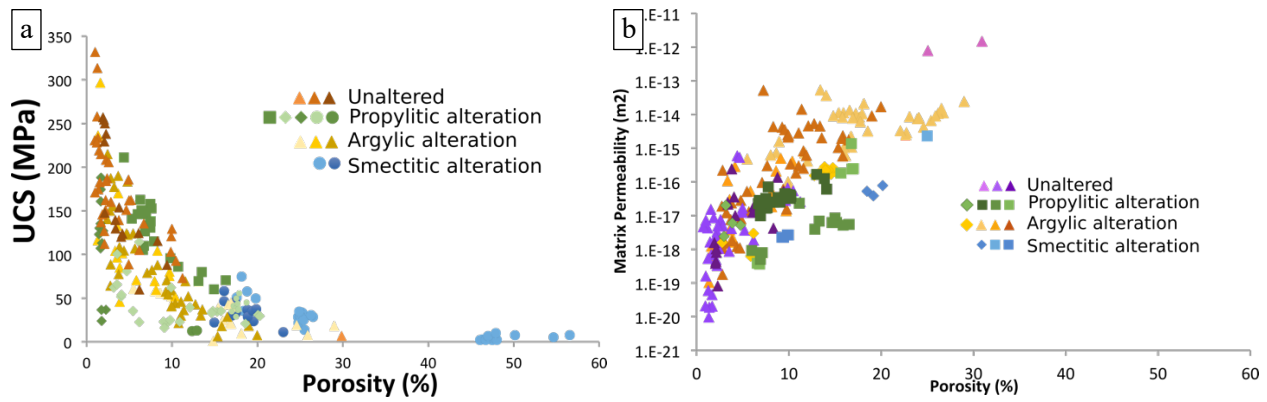 a
UCS (MPa)
350
300
250
200
150
100
50
0
0 10 20 30 40 50 60
Porosity (%)
Unaltered
Propylitic alteration
Argylic alteration
Smectitic alteration
b
Matrix Permeability (m2)
1.E-11
1.E-12
1.E-13
1.E-14
1.E-15
1.E-16
1.E-17
1.E-18
1.E-19
1.E-20
1.E-21
0 10 20 30 40 50 60
Porosity (%)
Unaltered
Propylitic alteration
Argylic alteration
Smectitic alteration